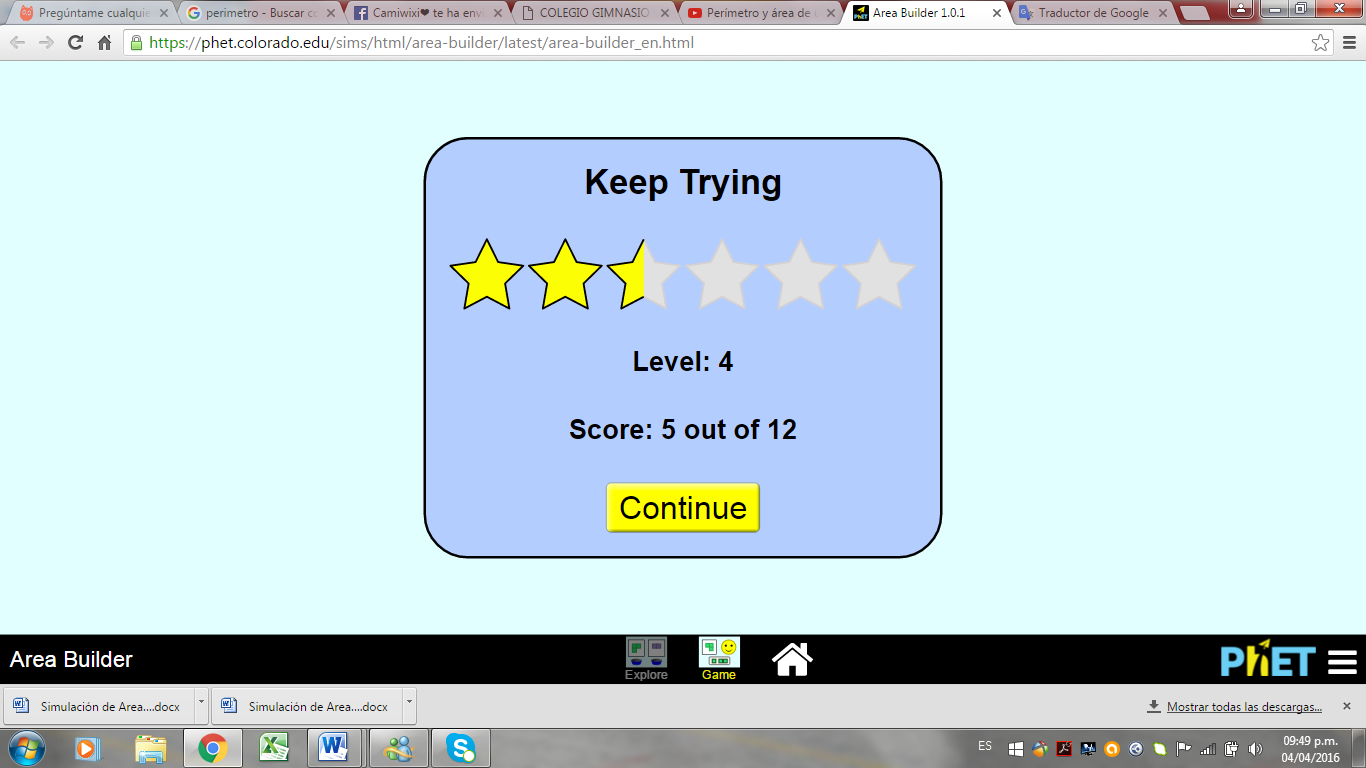 Pregúntame cualquie
perimetro - Buscar co
Camiwixi❤ te ha envi
COLEGIO GIMNASIO
Perímetro y área de u
Area Builder 1.0.1
Traductor de Google
https://phet.colorado.edu/sims/html/area-builder/latest/area-builder_en.html
Keep Trying
Level: 4
Score: 5 out of 12
Continue
Area Builder
Explore
Game
PhET
Simulación de Area....docx
Simulación de Area....docx
Mostrar todas las descargas...
ES
09:49 p.m.
04/04/2016